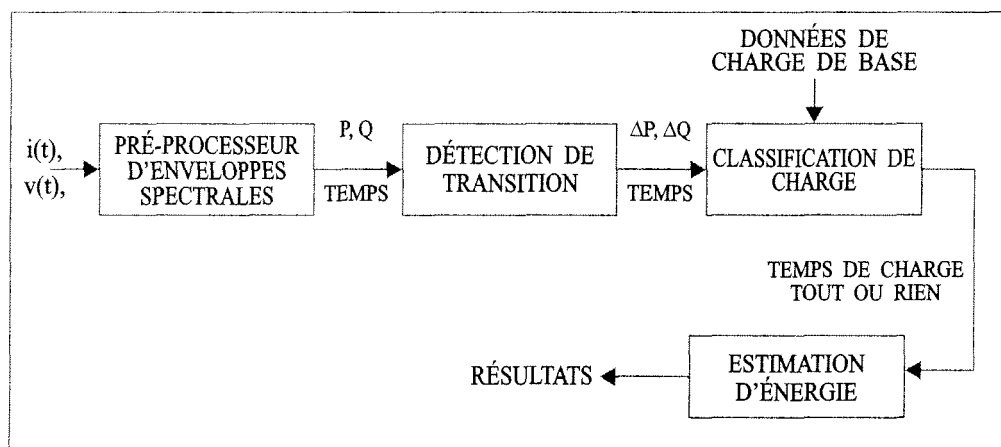 DONNÉES DE
CHARGE DE BASE
i(t),
v(t),
PRÉ-PROCESSEUR
D'ENVELOPPES
SPECTRALES
P, Q
TEMPS
DÉTECTION DE
TRANSITION
ΔP, ΔQ
TEMPS
CLASSIFICATION DE
CHARGE
TEMPS DE CHARGE
TOUT OU RIEN
ESTIMATION
D'ÉNERGIE
RÉSULTATS